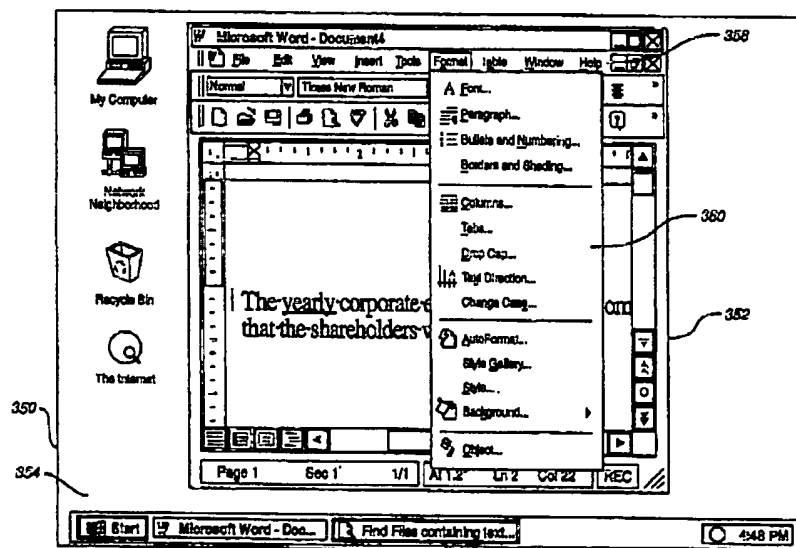 Microsoft Word - Document4
358
File Edit View Insert Tools Format Table Window Help
My Computer
Normal Times New Roman
Font...
Paragraph...
Bullets and Numbering...
Borders and Shading...
Network
Neighborhood
Columns...
Tabs...
360
Drop Cap...
Text Direction...
Change Case...
Recycle Bin
The yearly corporate
that the shareholders
352
AutoFormat...
Style Gallery...
Style...
Background...
Object...
The Internet
350
354
Page 1 Sec 1 1/1 At 1.2" Ln 2 Col 22 REC
Start Microsoft Word - Doc... Find Files containing text... 4:48 PM